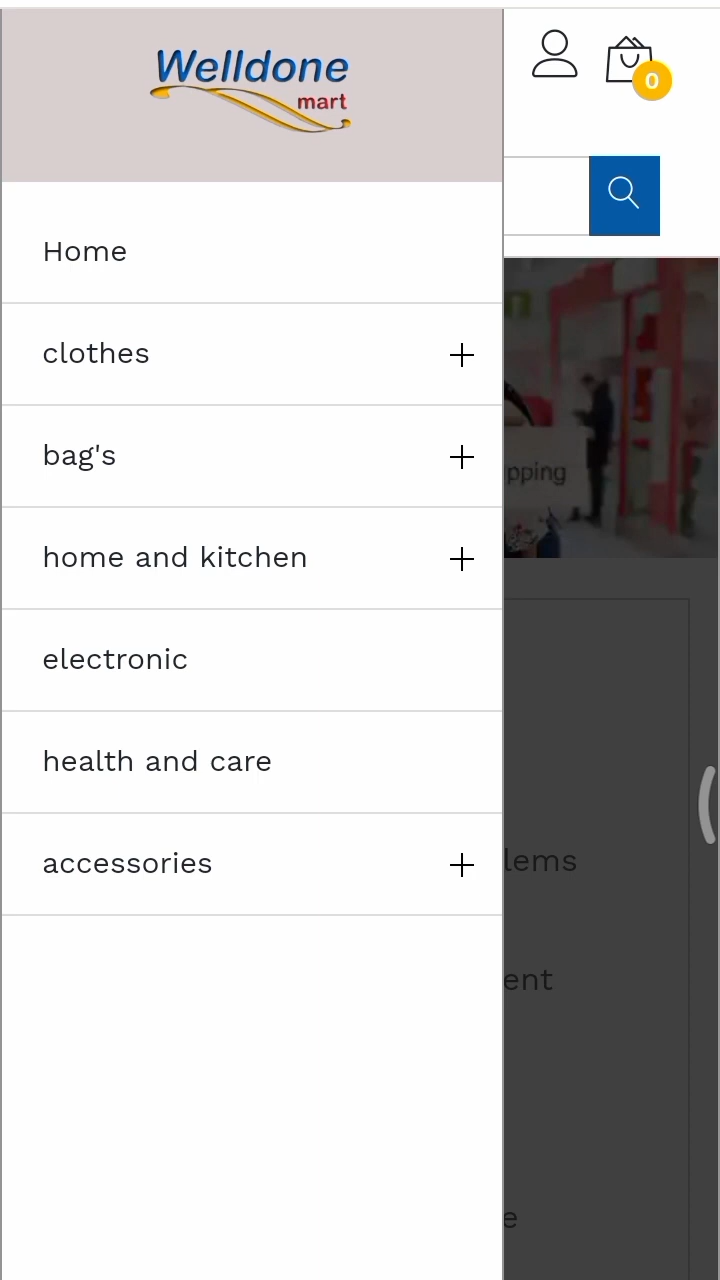 Welldone
mart
0
Home
clothes
bag's
home and kitchen
electronic
health and care
accessories
pping
lems
ent
e